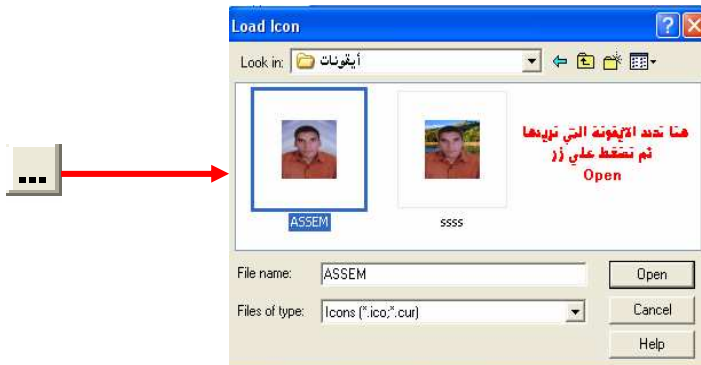 Load Icon
Look in: أيقونات
هنا تحدد الايقونة التي تريدها
ثم تضغط علي زر
Open
...
ASSEM
ssss
File name: ASSEM Open
Files of type: Icons (*.ico;*.cur) Cancel
Help